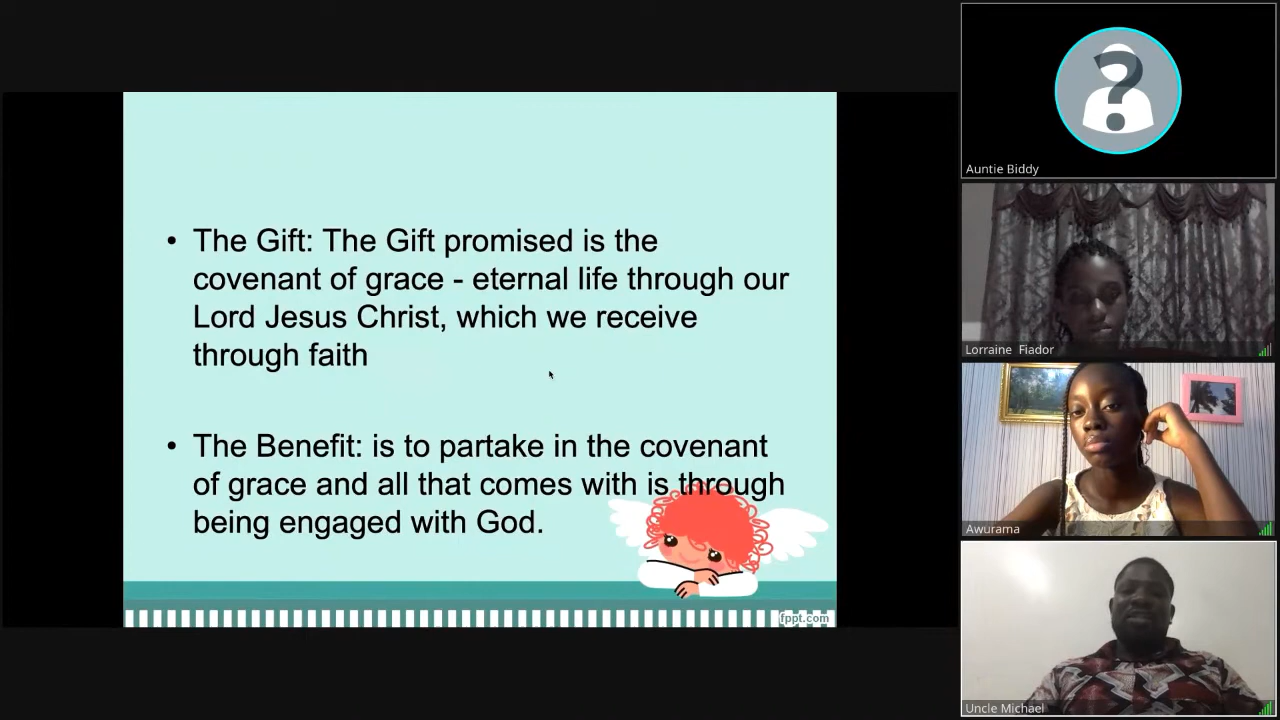 • The Gift: The Gift promised is the
covenant of grace - eternal life through our
Lord Jesus Christ, which we receive
through faith
• The Benefit: is to partake in the covenant
of grace and all that comes with is through
being engaged with God.
fppt.com
?
Auntie Biddy
Lorraine Fiador
Awurama
Uncle Michael